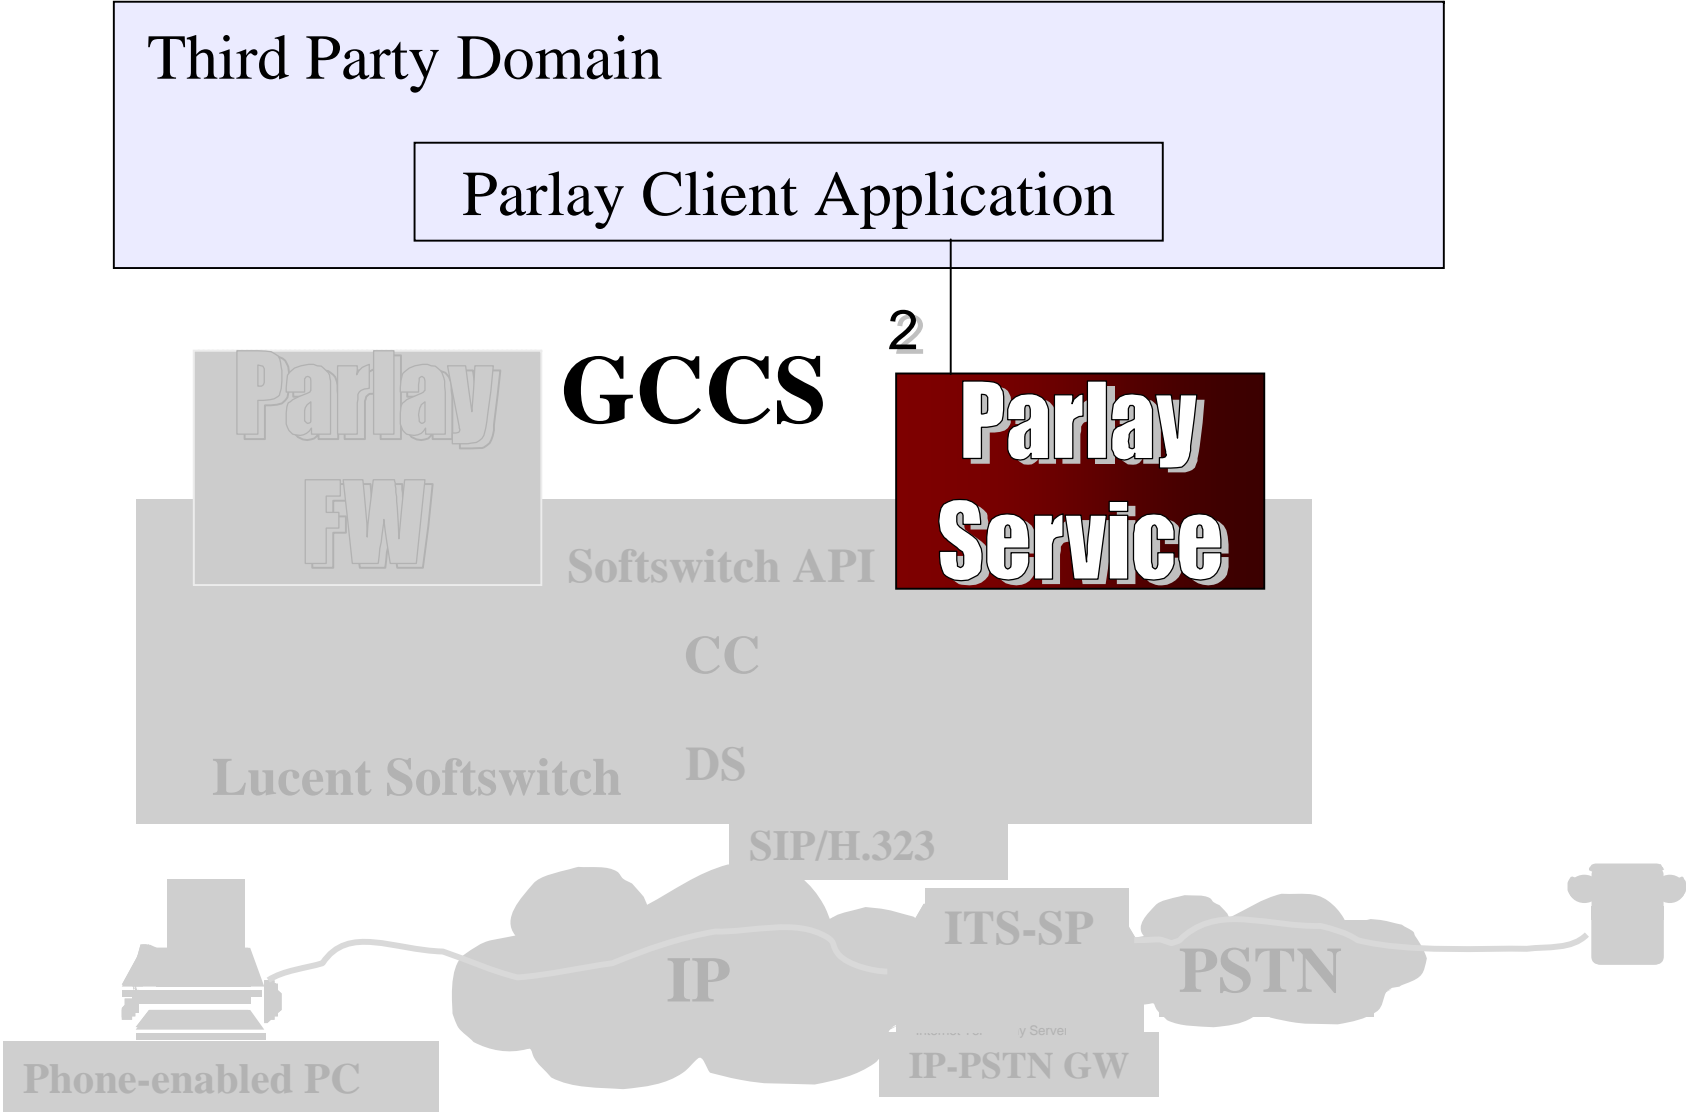 Third Party Domain
Parlay Client Application
2
GCCS
Parlay
FW
Parlay
Service
Softswitch API
CC
DS
Lucent Softswitch
SIP/H.323
ITS-SP
IP
PSTN
y Server
IP-PSTN GW
Phone-enabled PC